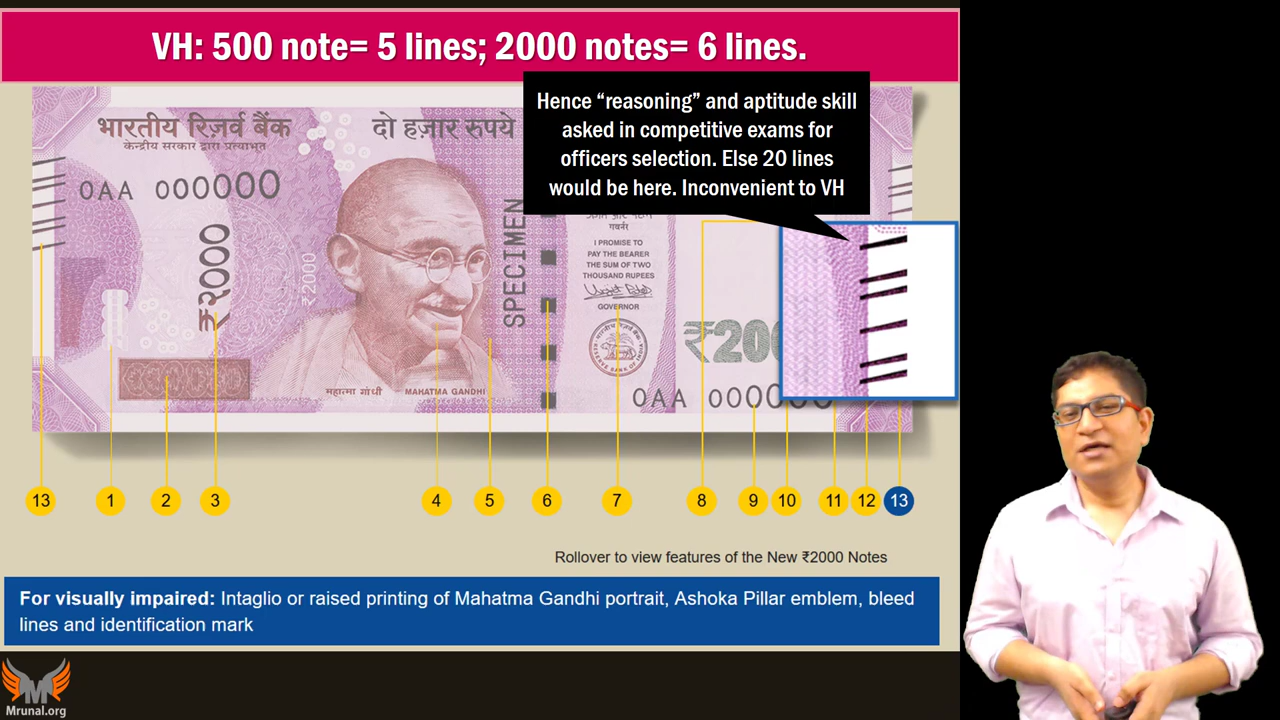 VH: 500 note= 5 lines; 2000 notes= 6 lines.
Hence “reasoning” and aptitude skill
asked in competitive exams for
officers selection. Else 20 lines
would be here. Inconvenient to VH
भारतीय रिज़र्व बैंक
केन्द्रीय सरकार द्वारा प्रत्याभूत
दो हज़ार रुपये
0AA 000000
₹2000
₹2000
SPECIMEN
गवर्नर
I PROMISE TO
PAY THE BEARER
THE SUM OF TWO
THOUSAND RUPEES
GOVERNOR
₹200
महात्मा गांधी MAHATMA GANDHI
0AA 000000
13 1 2 3 4 5 6 7 8 9 10 11 12 13
Rollover to view features of the New ₹2000 Notes
For visually impaired: Intaglio or raised printing of Mahatma Gandhi portrait, Ashoka Pillar emblem, bleed
lines and identification mark
M
Mrunal.org